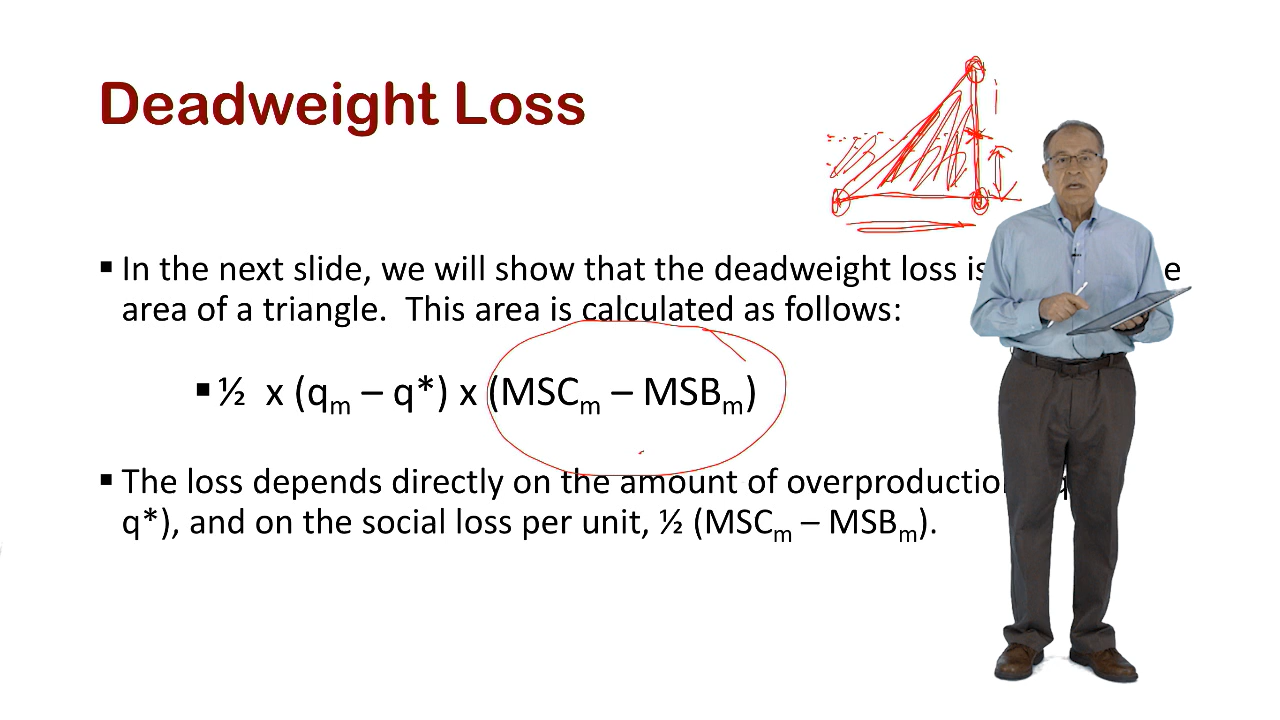 Deadweight Loss
▪ In the next slide, we will show that the deadweight loss is
area of a triangle. This area is calculated as follows:
▪ ½ x (qm – q*) x (MSCm – MSBm)
▪ The loss depends directly on the amount of
q*), and on the social loss per unit, ½ (MSCm – MSBm).